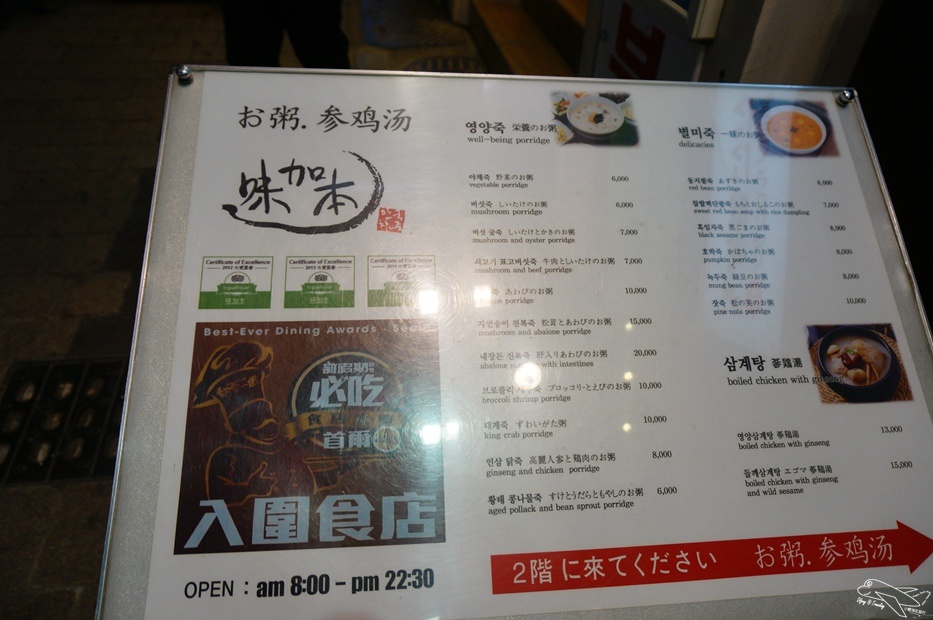 お粥. 参鸡汤
味加本
Certificate of Excellence
Certificate of Excellence
Certificate of Excellence
Best-Ever Dining Awards
必吃
首爾
入圍食店
OPEN : am 8:00 – pm 22:30
영양죽 栄養のお粥
well-being porridge
야채죽 野菜のお粥 6,000
vegetable porridge
버섯죽 しいたけのお粥 6,000
mushroom porridge
버섯 굴죽 しいたけとかきのお粥 7,000
mushroom and oyster porridge
쇠고기 표고버섯죽 牛肉としいたけのお粥 7,000
mushroom and beef porridge
あわびのお粥 10,000
porridge
자연송이 전복죽 松茸とあわびのお粥 15,000
mushroom and abalone porridge
내장든 전복죽 肝入りあわびのお粥 20,000
abalone with intestines
브로콜리 ブロッコリ-とえびのお粥 10,000
broccoli shrimp porridge
대게죽 ずわいがに粥 10,000
king crab porridge
인삼 닭죽 高麗人参と鶏肉のお粥 8,000
ginseng and chicken porridge
황태 콩나물죽 すけとうだらともやしのお粥 6,000
aged pollack and bean sprout porridge
별미죽 一味のお粥
delicacies
동지팥죽 あずきのお粥 8,000
red bean porridge
찹쌀옹단팥죽 もちとおしるこのお粥 7,000
sweet red bean soup with rice dumpling
흑임자죽 黒ごまのお粥 8,000
black sesame porridge
호박죽 かぼちゃのお粥 8,000
pumpkin porridge
녹두죽 緑豆のお粥 8,000
mung bean porridge
잣죽 松の実のお粥 10,000
pine nuts porridge
삼계탕 蔘鶏湯
boiled chicken with ginseng
영양삼계탕 蔘鶏湯 13,000
boiled chicken with ginseng
들깨삼계탕 エゴマ蔘鶏湯 15,000
boiled chicken with ginseng
and wild sesame
2階に來てください お粥. 参鸡汤